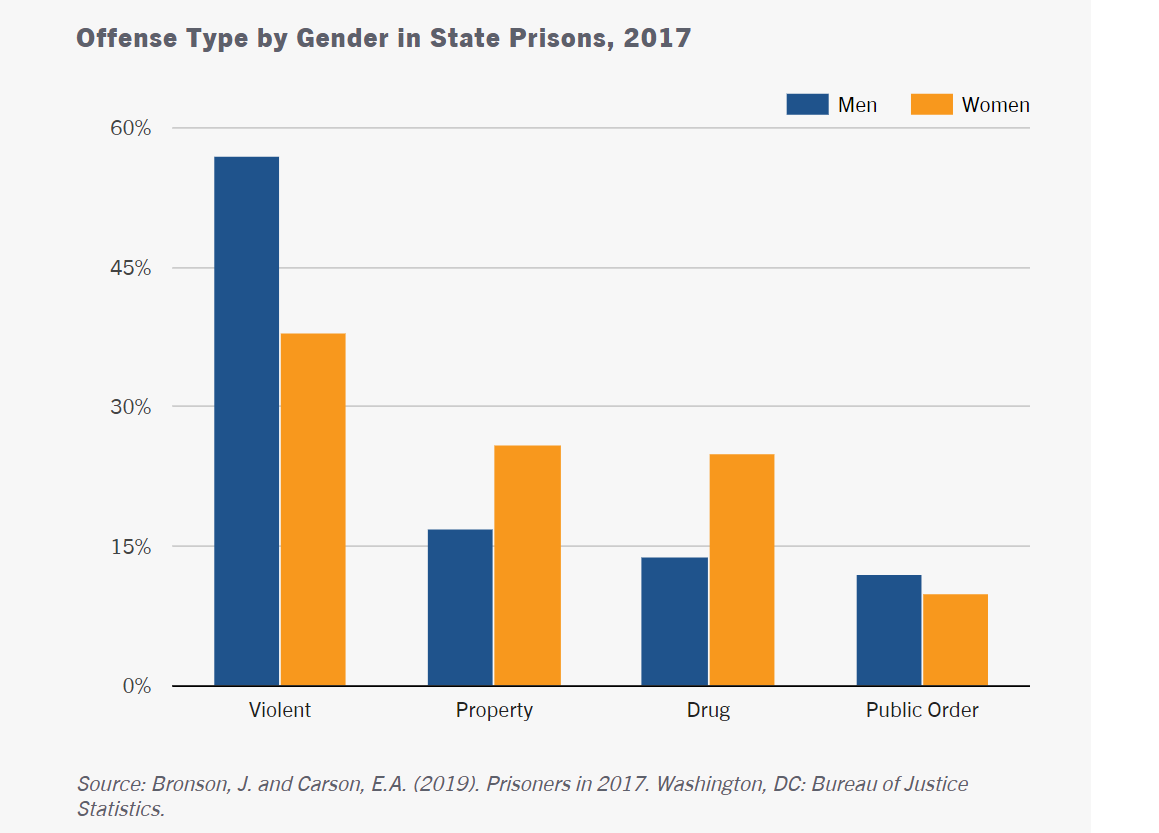 Offense Type by Gender in State Prisons, 2017
Men Women
60%
45%
30%
15%
0%
Violent Property Drug Public Order
Source: Bronson, J. and Carson, E.A. (2019). Prisoners in 2017. Washington, DC: Bureau of Justice
Statistics.